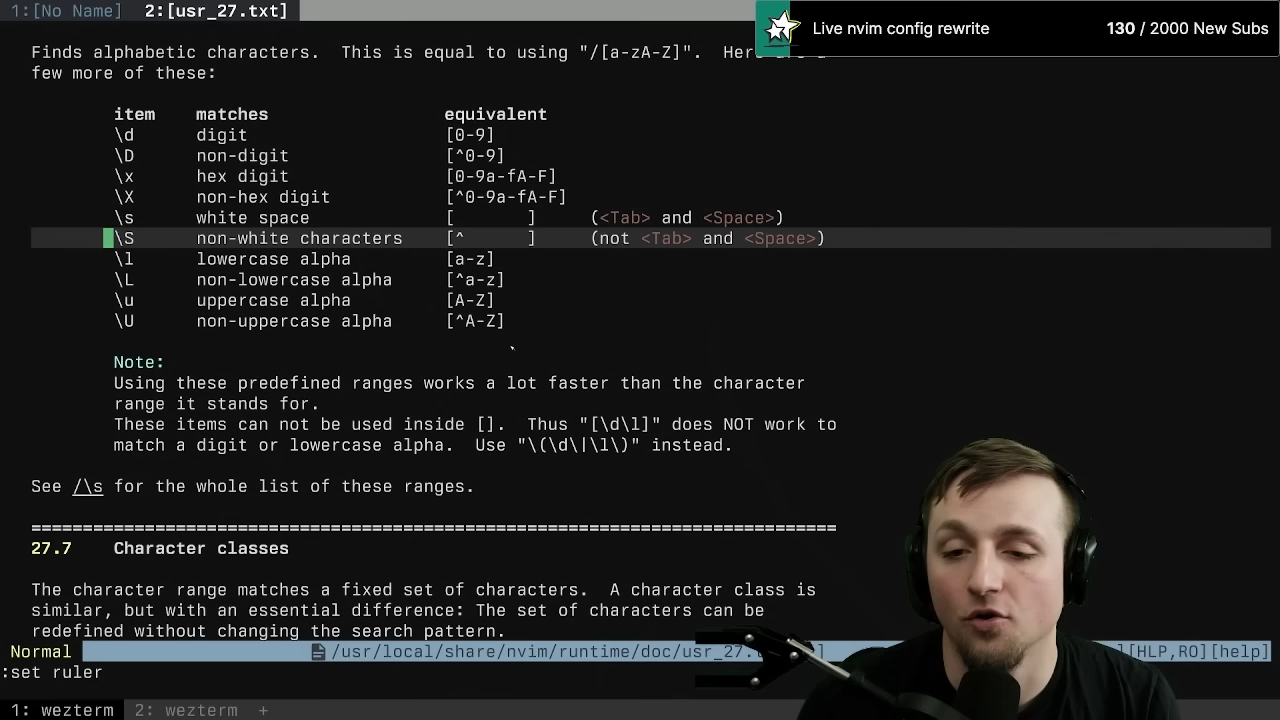 1:[No Name] 2:[usr_27.txt]
Live nvim config rewrite 130 / 2000 New Subs
Finds alphabetic characters. This is equal to using "/[a-zA-Z]".
few more of these:
item matches equivalent
\d digit [0-9]
\D non-digit [^0-9]
\x hex digit [0-9a-fA-F]
\X non-hex digit [^0-9a-fA-F]
\s white space [ ] (<Tab> and <Space>)
\S non-white characters [^ ] (not <Tab> and <Space>)
\l lowercase alpha [a-z]
\L non-lowercase alpha [^a-z]
\u uppercase alpha [A-Z]
\U non-uppercase alpha [^A-Z]
Note:
Using these predefined ranges works a lot faster than the character
range it stands for.
These items can not be used inside []. Thus "[\d\l]" does NOT work to
match a digit or lowercase alpha. Use "\(\d\|\l\)" instead.
See /\s for the whole list of these ranges.
==============================================================================
27.7 Character classes
The character range matches a fixed set of characters. A character class is
similar, but with an essential difference: The set of characters can be
redefined without changing the search pattern.
Normal /usr/local/share/nvim/runtime/doc/usr_27. ][HLP,RO][help]
:set ruler
1: wezterm 2: wezterm +